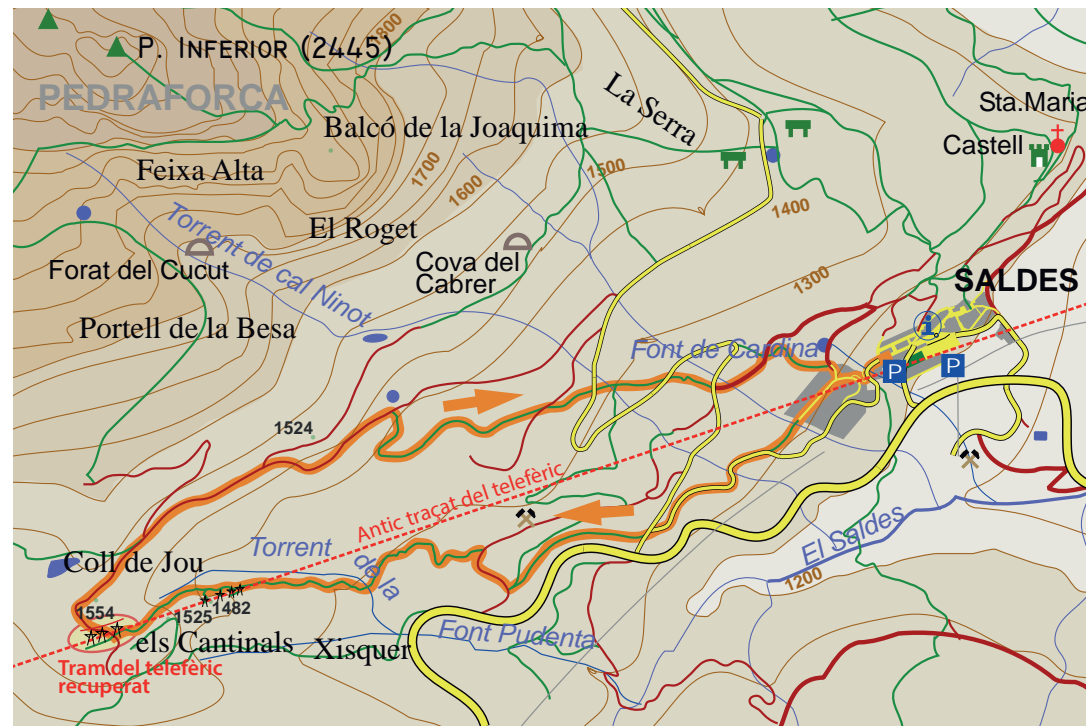 1800
P. INFERIOR (2445)
PEDRAFORCA
La Serra
Sta.Maria
Balcó de la Joaquima
Castell
Feixa Alta
1700
1600
1500
1400
Torrent de cal Ninot
El Roget
Forat del Cucut
Cova del
Cabrer
1300
SALDES
i
Portell de la Besa
Font de Cardina
P
P
1524
Antic traçat del telefèric
El Saldes
Torrent
de la
Font Pudenta
1200
Coll de Jou
1554
1525
1482
els Cantinals
Xisquer
Tram del telefèric
recuperat